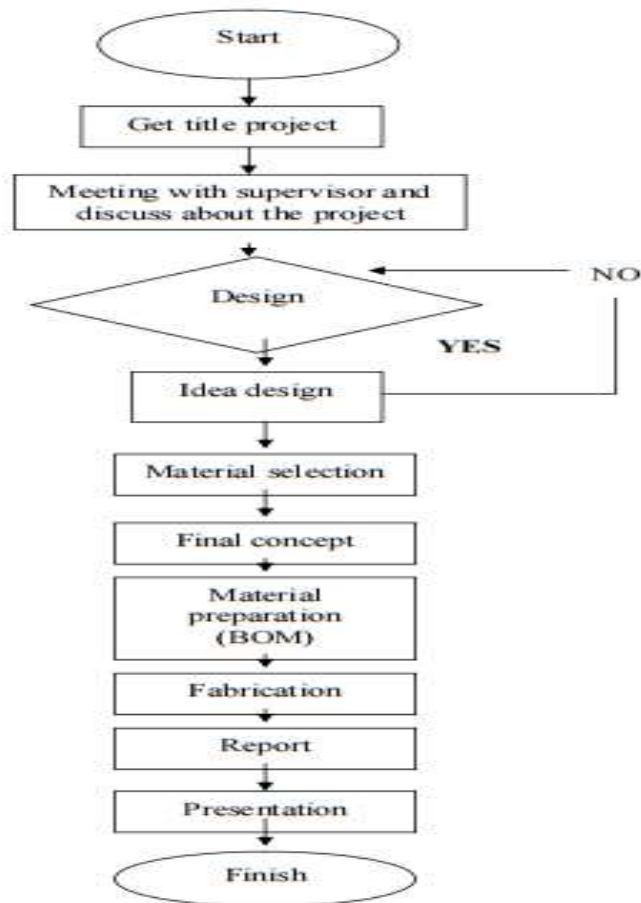 Start
Get title project
Meeting with supervisor and
discuss about the project
Design
NO
YES
Idea design
Material selection
Final concept
Material
preparation
(BOM)
Fabrication
Report
Presentation
Finish